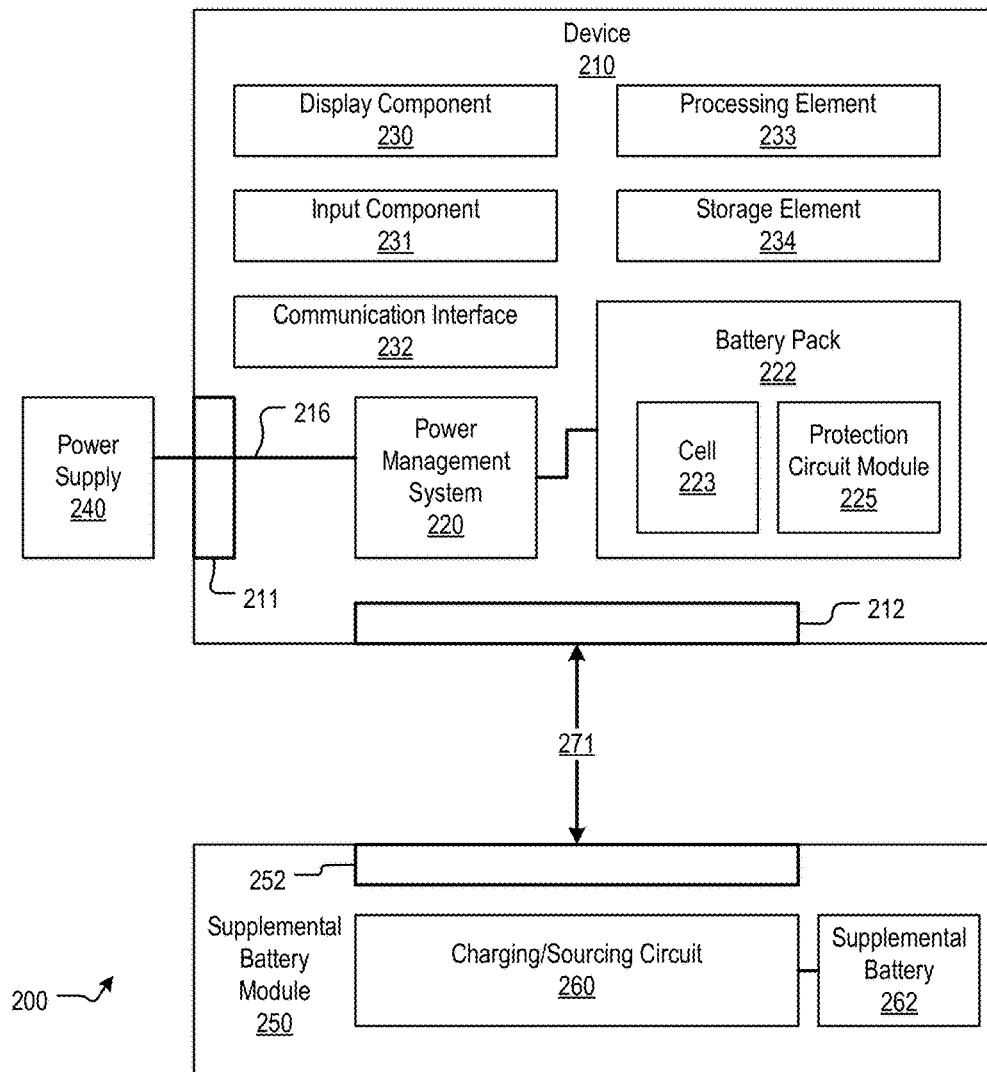 Device
210
Display Component
230
Processing Element
233
Input Component
231
Storage Element
234
Communication Interface
232
Battery Pack
222
Cell
223
Protection
Circuit Module
225
216
Power
Supply
240
Power
Management
System
220
211
212
271
252
Supplemental
Battery
Module
250
Charging/Sourcing Circuit
260
Supplemental
Battery
262
200